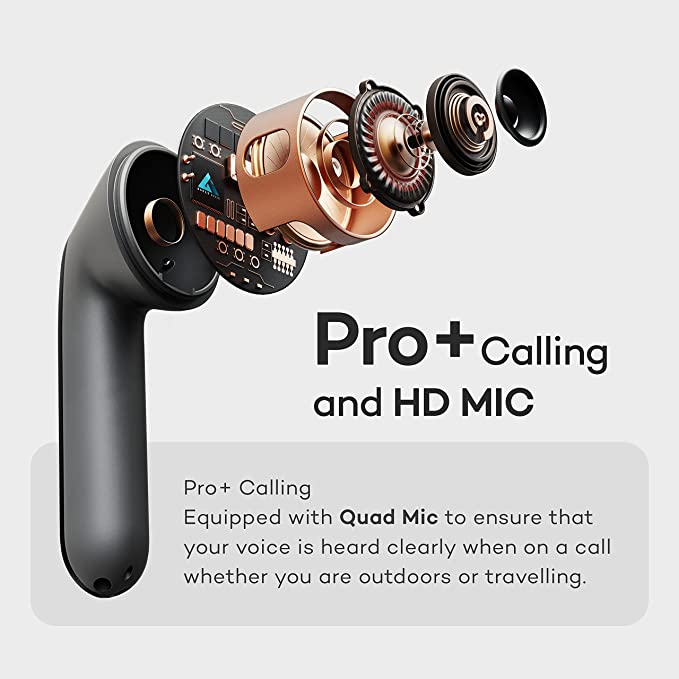 Pro+ Calling
and HD MIC
Pro+ Calling
Equipped with Quad Mic to ensure that
your voice is heard clearly when on a call
whether you are outdoors or travelling.